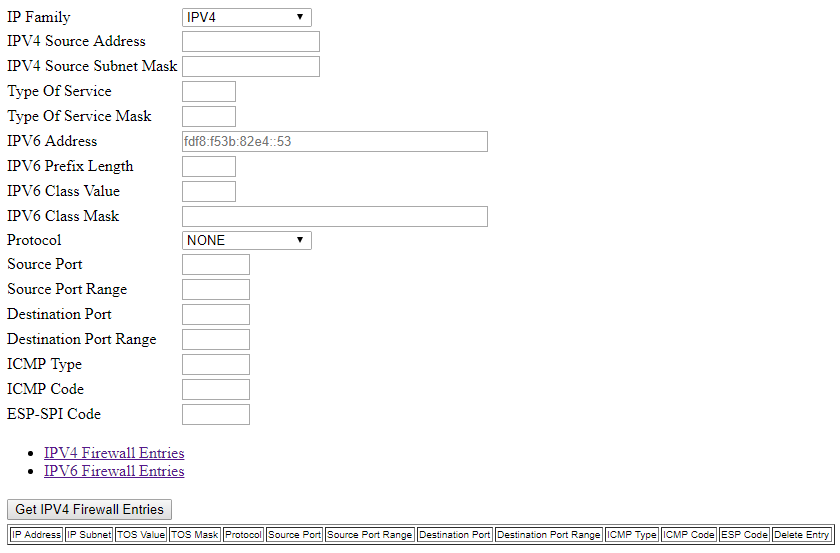 IP Family IPV4
IPV4 Source Address
IPV4 Source Subnet Mask
Type Of Service
Type Of Service Mask
IPV6 Address fdf8:f53b:82e4::53
IPV6 Prefix Length
IPV6 Class Value
IPV6 Class Mask
Protocol NONE
Source Port
Source Port Range
Destination Port
Destination Port Range
ICMP Type
ICMP Code
ESP-SPI Code
IPV4 Firewall Entries
IPV6 Firewall Entries
Get IPV4 Firewall Entries
IP Address IP Subnet TOS Value TOS Mask Protocol Source Port Source Port Range Destination Port Destination Port Range ICMP Type ICMP Code ESP Code Delete Entry